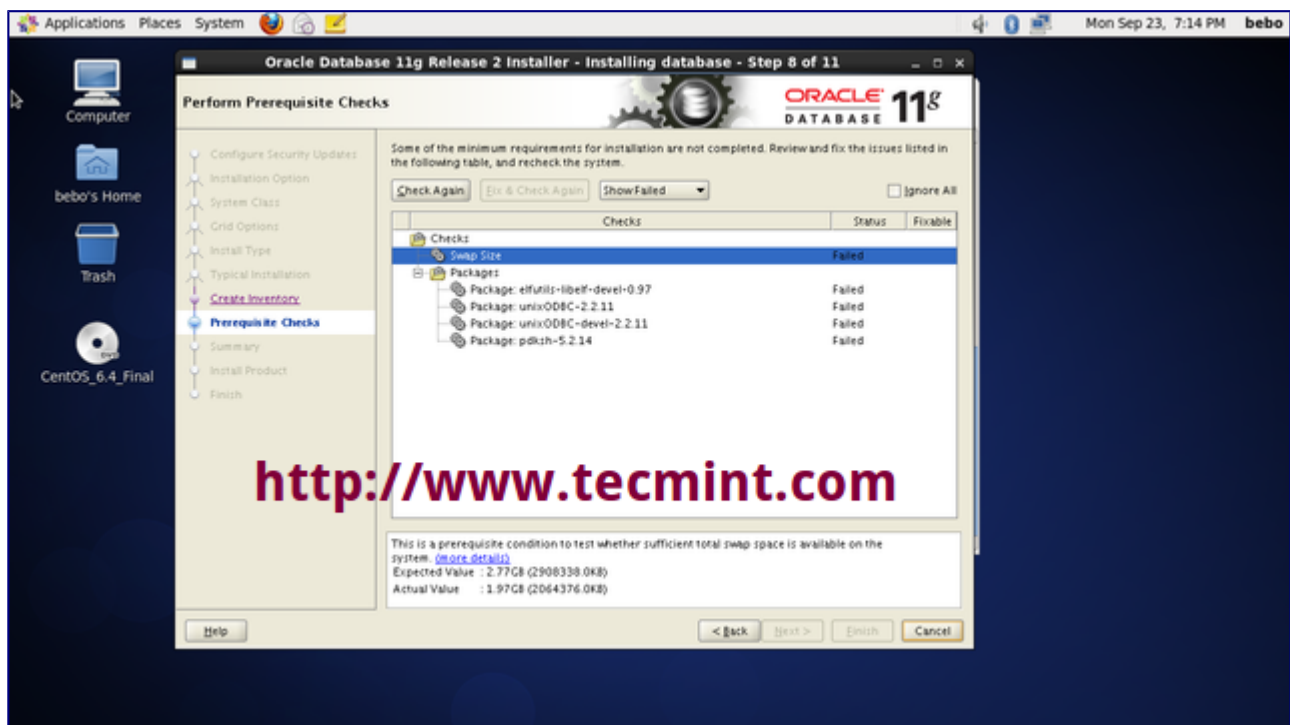 Applications Places System
Mon Sep 23, 7:14 PM bebo
Computer
bebo's Home
Trash
CentOS_6.4_Final
Oracle Database 11g Release 2 Installer - Installing database - Step 8 of 11
Perform Prerequisite Checks
ORACLE
DATABASE
11g
Configure Security Updates
Installation Option
System Class
Grid Options
Install Type
Typical Installation
Create Inventory
Prerequisite Checks
Summary
Install Product
Finish
Some of the minimum requirements for installation are not completed. Review and fix the issues listed in
the following table, and recheck the system.
Check Again Fix & Check Again Show Failed Ignore All
Checks Status Fixable
Checks
Swap Size Failed
Packages
Package: elfutils-libelf-devel-0.97 Failed
Package: unixODBC-2.2.11 Failed
Package: unixODBC-devel-2.2.11 Failed
Package: pdksh-5.2.14 Failed
http://www.tecmint.com
This is a prerequisite condition to test whether sufficient total swap space is available on the
system. (more details)
Expected Value : 2.77GB (2908338.0KB)
Actual Value : 1.97GB (2064376.0KB)
Help < Back Next > Finish Cancel